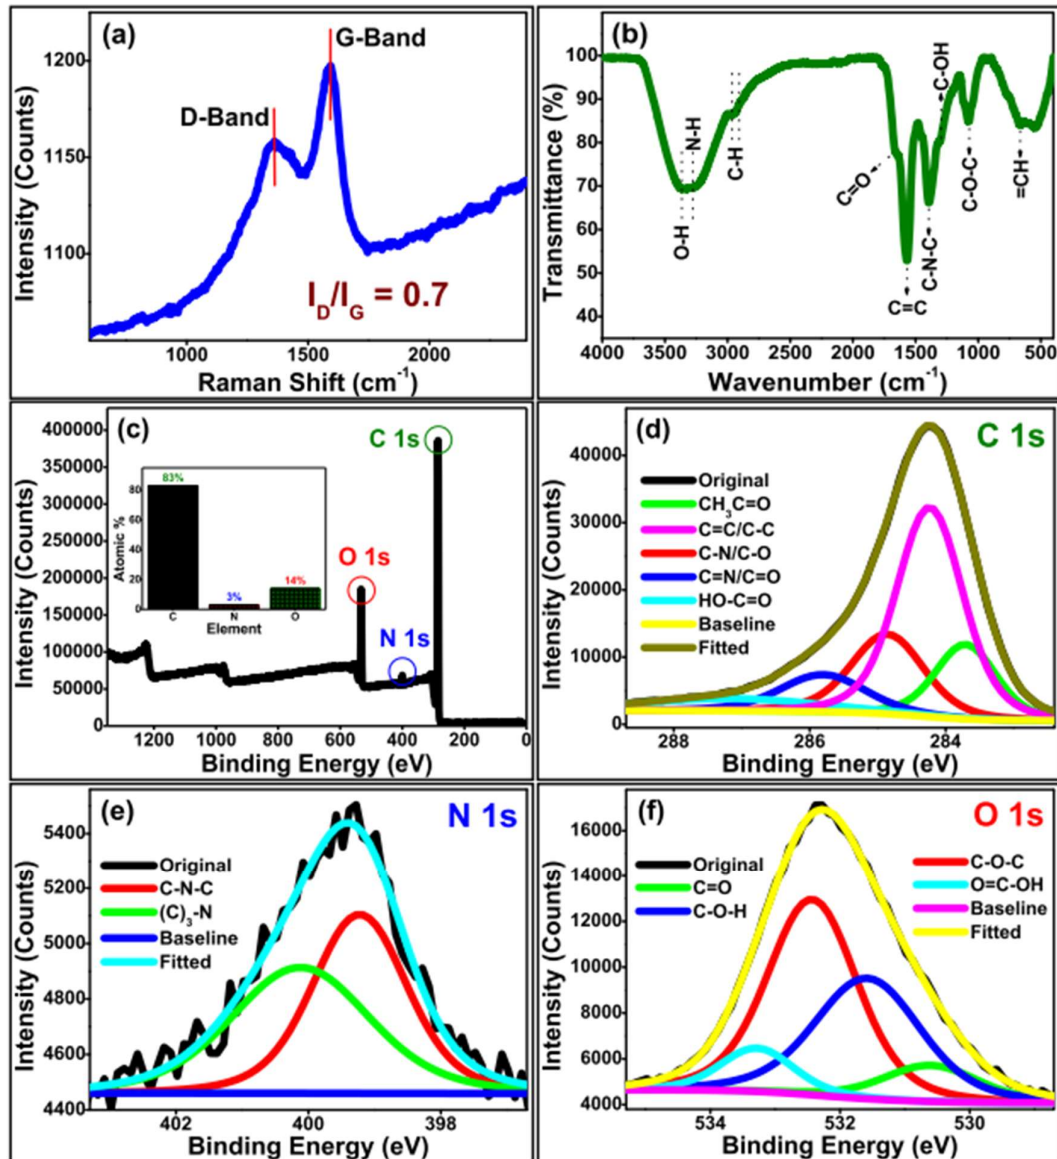 (a)
G-Band
D-Band
I_D/I_G = 0.7
Intensity (Counts)
1200
1150
1100
1000
1500
2000
Raman Shift (cm⁻¹)
(b)
Transmittance (%)
100
90
80
70
60
50
40
O-H
N-H
C-H
C=O
C=C
C-N-C
C-OH
C-O-C
=CH
4000 3500 3000 2500 2000 1500 1000 500
Wavenumber (cm⁻¹)
(c)
C 1s
O 1s
N 1s
Intensity (Counts)
400000
350000
300000
250000
200000
150000
100000
50000
0
1200 1000 800 600 400 200 0
Binding Energy (eV)
Atomic %
80
60
40
20
0
83%
3%
14%
C N O
Element
(d)
C 1s
Original
CH₃C=O
C=C/C-C
C-N/C-O
C=N/C=O
HO-C=O
Baseline
Fitted
Intensity (Counts)
40000
30000
20000
10000
0
288 286 284
Binding Energy (eV)
(e)
N 1s
Original
C-N-C
(C)₃-N
Baseline
Fitted
Intensity (Counts)
5400
5200
5000
4800
4600
4400
402 400 398
Binding Energy (eV)
(f)
O 1s
Original
C=O
C-O-H
C-O-C
O=C-OH
Baseline
Fitted
Intensity (Counts)
16000
14000
12000
10000
8000
6000
4000
534 532 530
Binding Energy (eV)